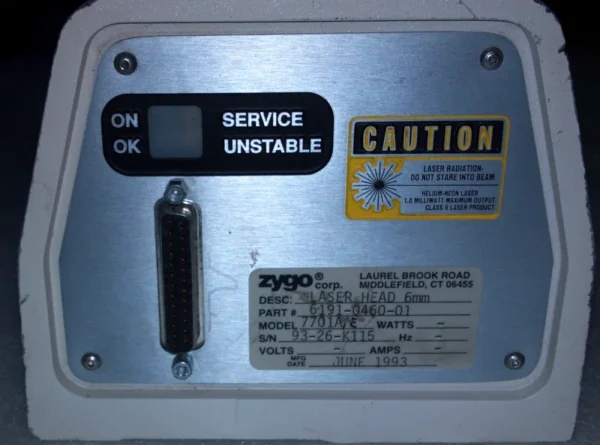 ON SERVICE
OK UNSTABLE
CAUTION
LASER RADIATION-
DO NOT STARE INTO BEAM
HELIUM-NEON LASER
1.0 MILLIWATT MAXIMUM OUTPUT
CLASS II LASER PRODUCT
zygo® corp. LAUREL BROOK ROAD
MIDDLEFIELD, CT 06455
DESC: LASER HEAD 6mm
PART # 6191-0460-01
MODEL 7701A/E WATTS -
S/N 93-26-K115 Hz -
VOLTS - AMPS -
MFG DATE JUNE 1993